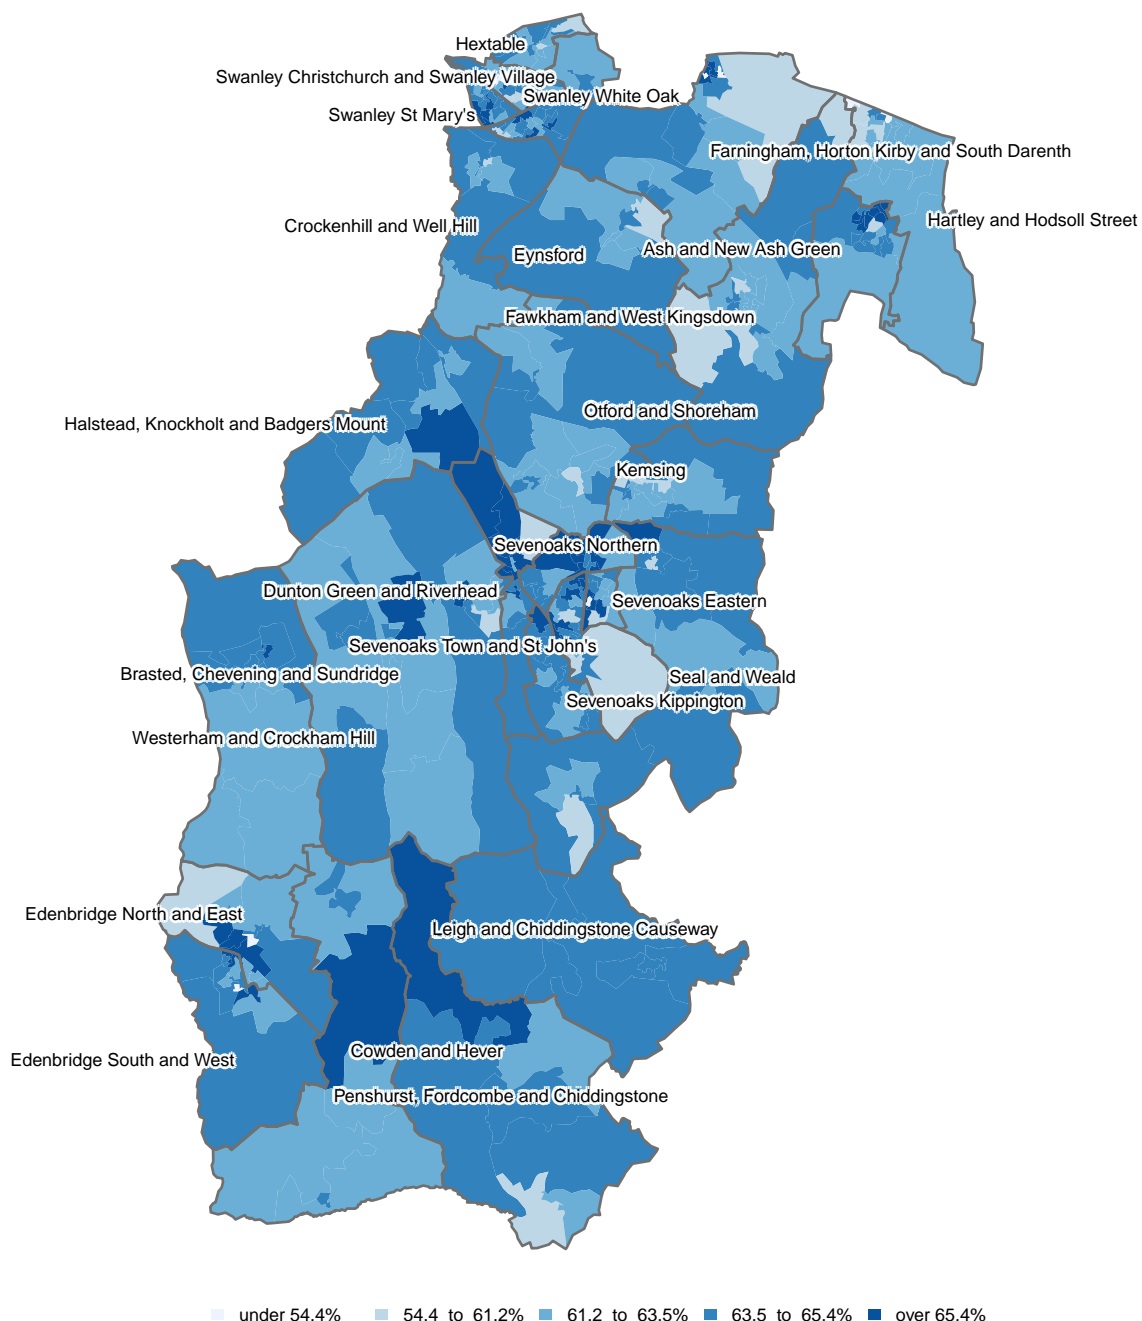 Hextable
Swanley Christchurch and Swanley Village
Swanley White Oak
Swanley St Mary's
Farningham, Horton Kirby and South Darenth
Hartley and Hodsoll Street
Crockenhill and Well Hill
Ash and New Ash Green
Eynsford
Fawkham and West Kingsdown
Otford and Shoreham
Halstead, Knockholt and Badgers Mount
Kemsing
Sevenoaks Northern
Dunton Green and Riverhead
Sevenoaks Eastern
Sevenoaks Town and St John's
Brasted, Chevening and Sundridge
Seal and Weald
Sevenoaks Kippington
Westerham and Crockham Hill
Edenbridge North and East
Leigh and Chiddingstone Causeway
Cowden and Hever
Edenbridge South and West
Penshurst, Fordcombe and Chiddingstone
under 54.4% 54.4 to 61.2% 61.2 to 63.5% 63.5 to 65.4% over 65.4%